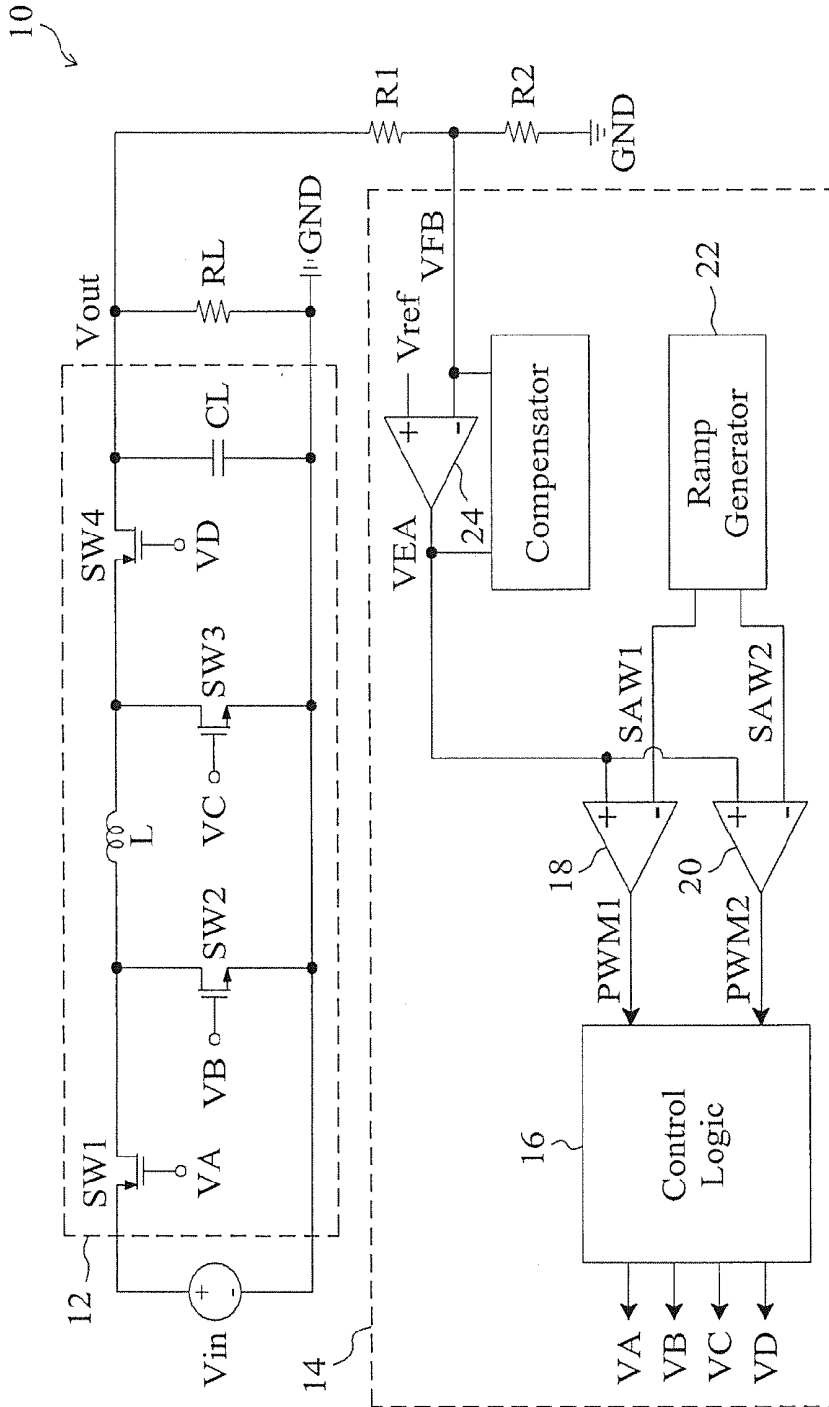 10
12
Vin
SW1
VA
VB
SW2
L
VC
SW3
SW4
VD
CL
Vout
RL
GND
R1
R2
GND
14
VFB
Vref
+
-
24
VEA
Compensator
22
Ramp
Generator
SAW1
SAW2
+
-
18
+
-
20
PWM1
PWM2
16
Control
Logic
VA
VB
VC
VD
+
-